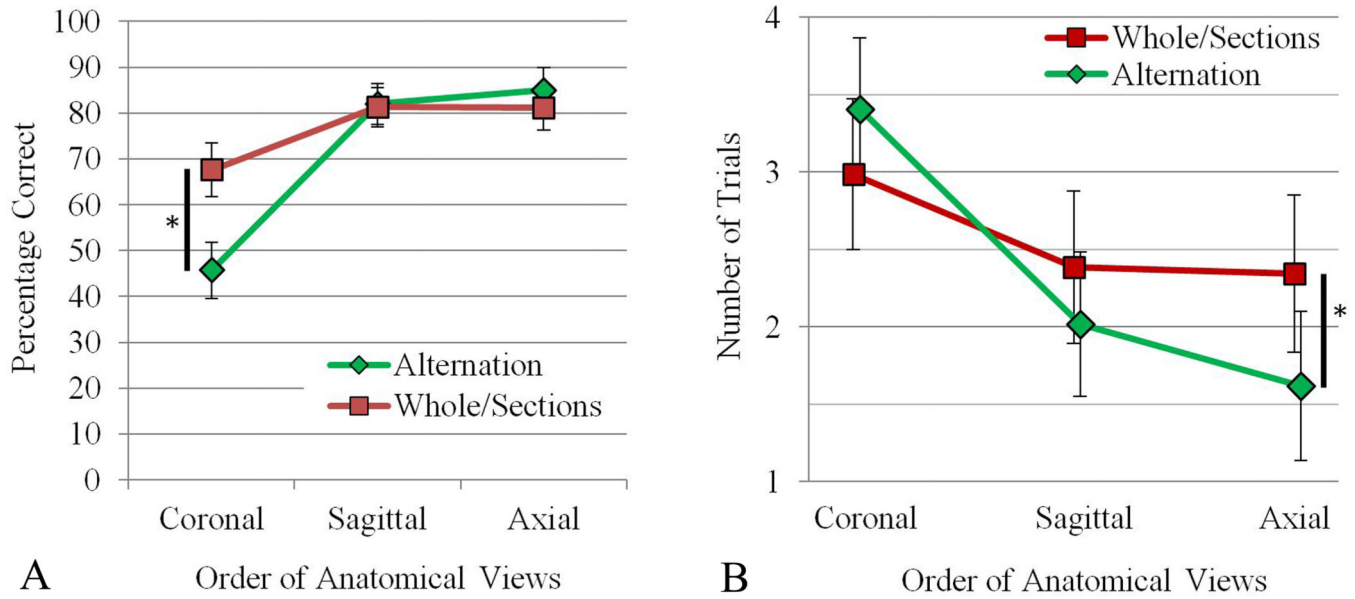 100
90
80
70
60
50
40
30
20
10
0
Percentage Correct
*
Alternation
Whole/Sections
Coronal Sagittal Axial
A Order of Anatomical Views
4
3
2
1
Number of Trials
Whole/Sections
Alternation
*
Coronal Sagittal Axial
B Order of Anatomical Views